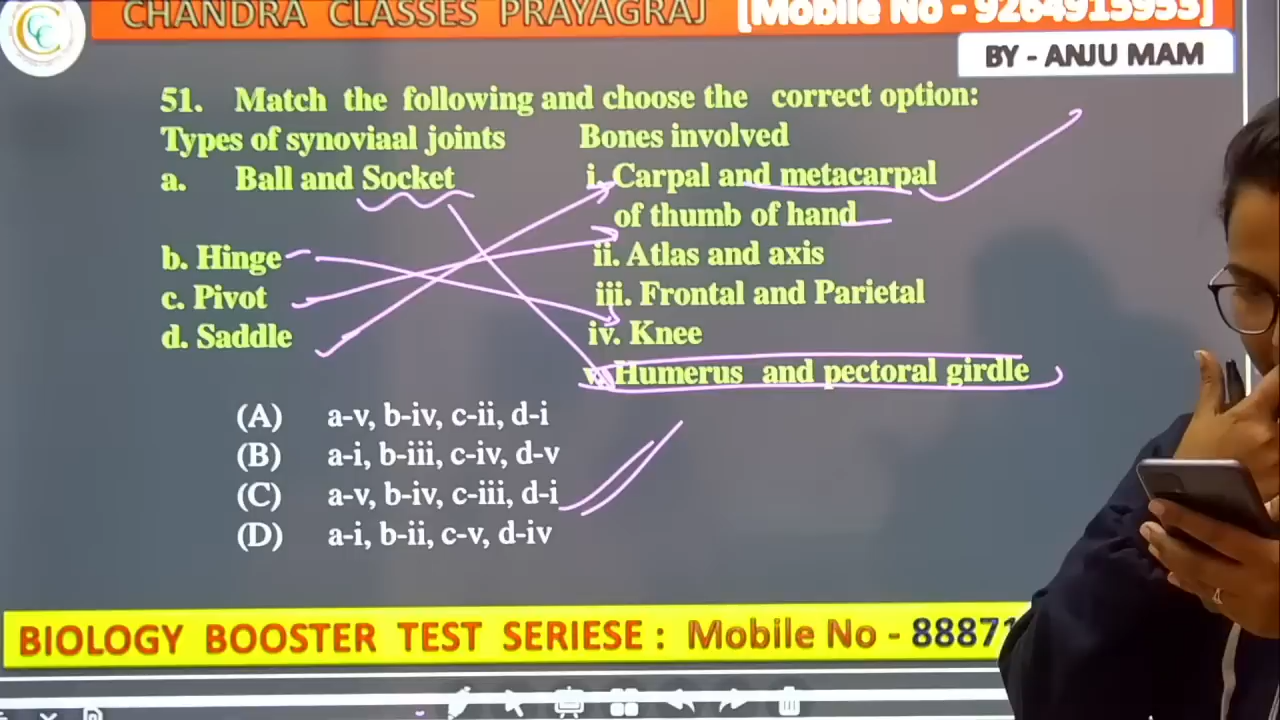 CHANDRA CLASSES PRAYAGRAJ [Mobile No - 9264915953]
BY - ANJU MAM
51. Match the following and choose the correct option:
Types of synoviaal joints Bones involved
a. Ball and Socket i. Carpal and metacarpal
of thumb of hand
b. Hinge ii. Atlas and axis
c. Pivot iii. Frontal and Parietal
d. Saddle iv. Knee
v. Humerus and pectoral girdle
(A) a-v, b-iv, c-ii, d-i
(B) a-i, b-iii, c-iv, d-v
(C) a-v, b-iv, c-iii, d-i
(D) a-i, b-ii, c-v, d-iv
BIOLOGY BOOSTER TEST SERIESE : Mobile No - 8887